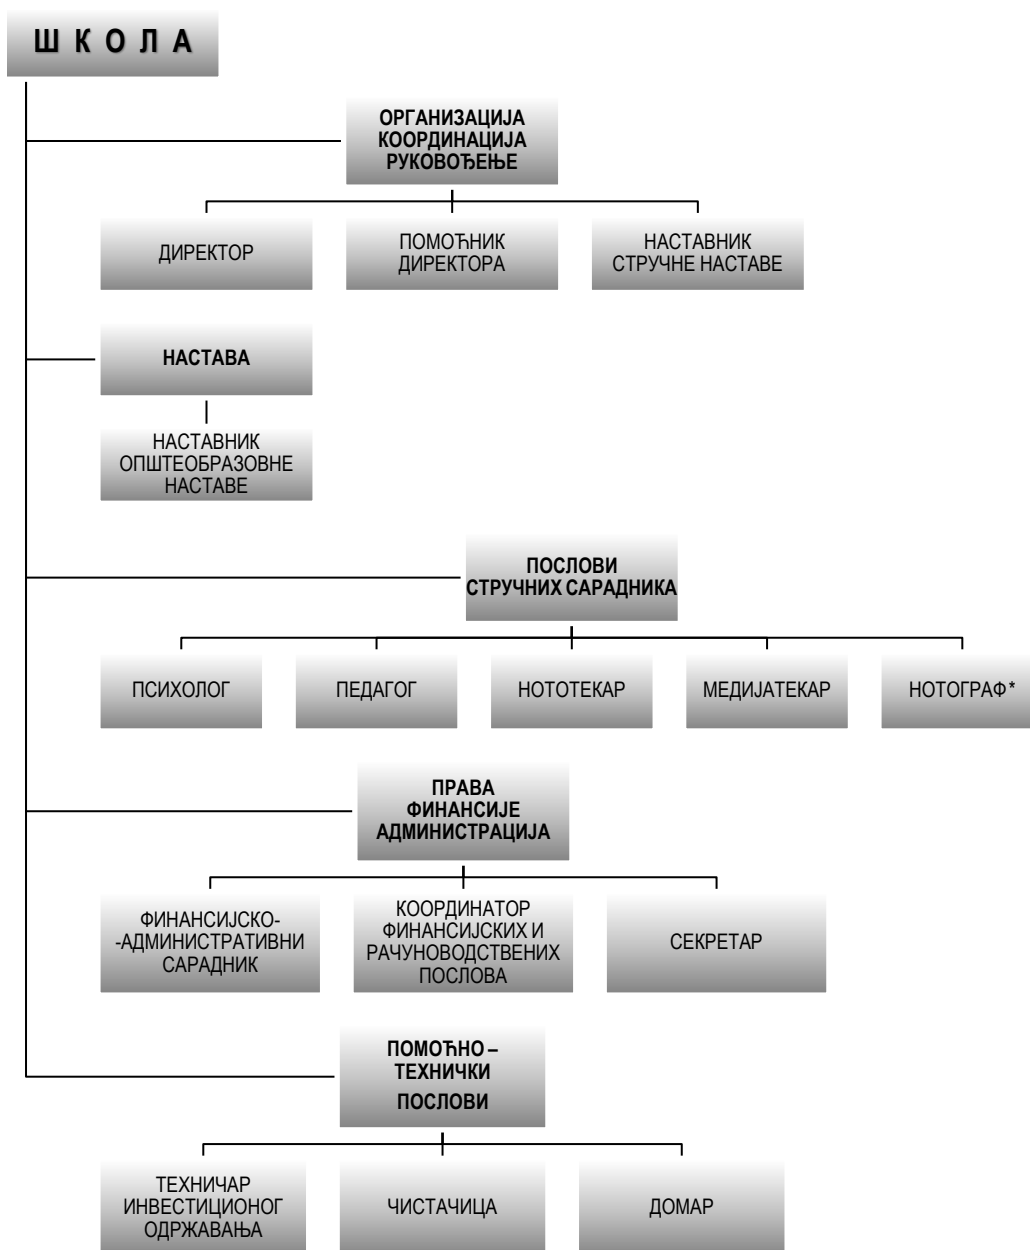 Ш К О Л А
ОРГАНИЗАЦИЈА
КООРДИНАЦИЈА
РУКОВОЂЕЊЕ
ДИРЕКТОР
ПОМОЋНИК
ДИРЕКТОРА
НАСТАВНИК
СТРУЧНЕ НАСТАВЕ
НАСТАВА
НАСТАВНИК
ОПШТЕОБРАЗОВНЕ
НАСТАВЕ
ПОСЛОВИ
СТРУЧНИХ САРАДНИКА
ПСИХОЛОГ
ПЕДАГОГ
НОТОТЕКАР
МЕДИЈАТЕКАР
НОТОГРАФ*
ПРАВА
ФИНАНСИЈЕ
АДМИНИСТРАЦИЈА
ФИНАНСИЈСКО-
-АДМИНИСТРАТИВНИ
САРАДНИК
КООРДИНАТОР
ФИНАНСИЈСКИХ И
РАЧУНОВОДСТВЕНИХ
ПОСЛОВА
СЕКРЕТАР
ПОМОЋНО –
ТЕХНИЧКИ
ПОСЛОВИ
ТЕХНИЧАР
ИНВЕСТИЦИОНОГ
ОДРЖАВАЊА
ЧИСТАЧИЦА
ДОМАР